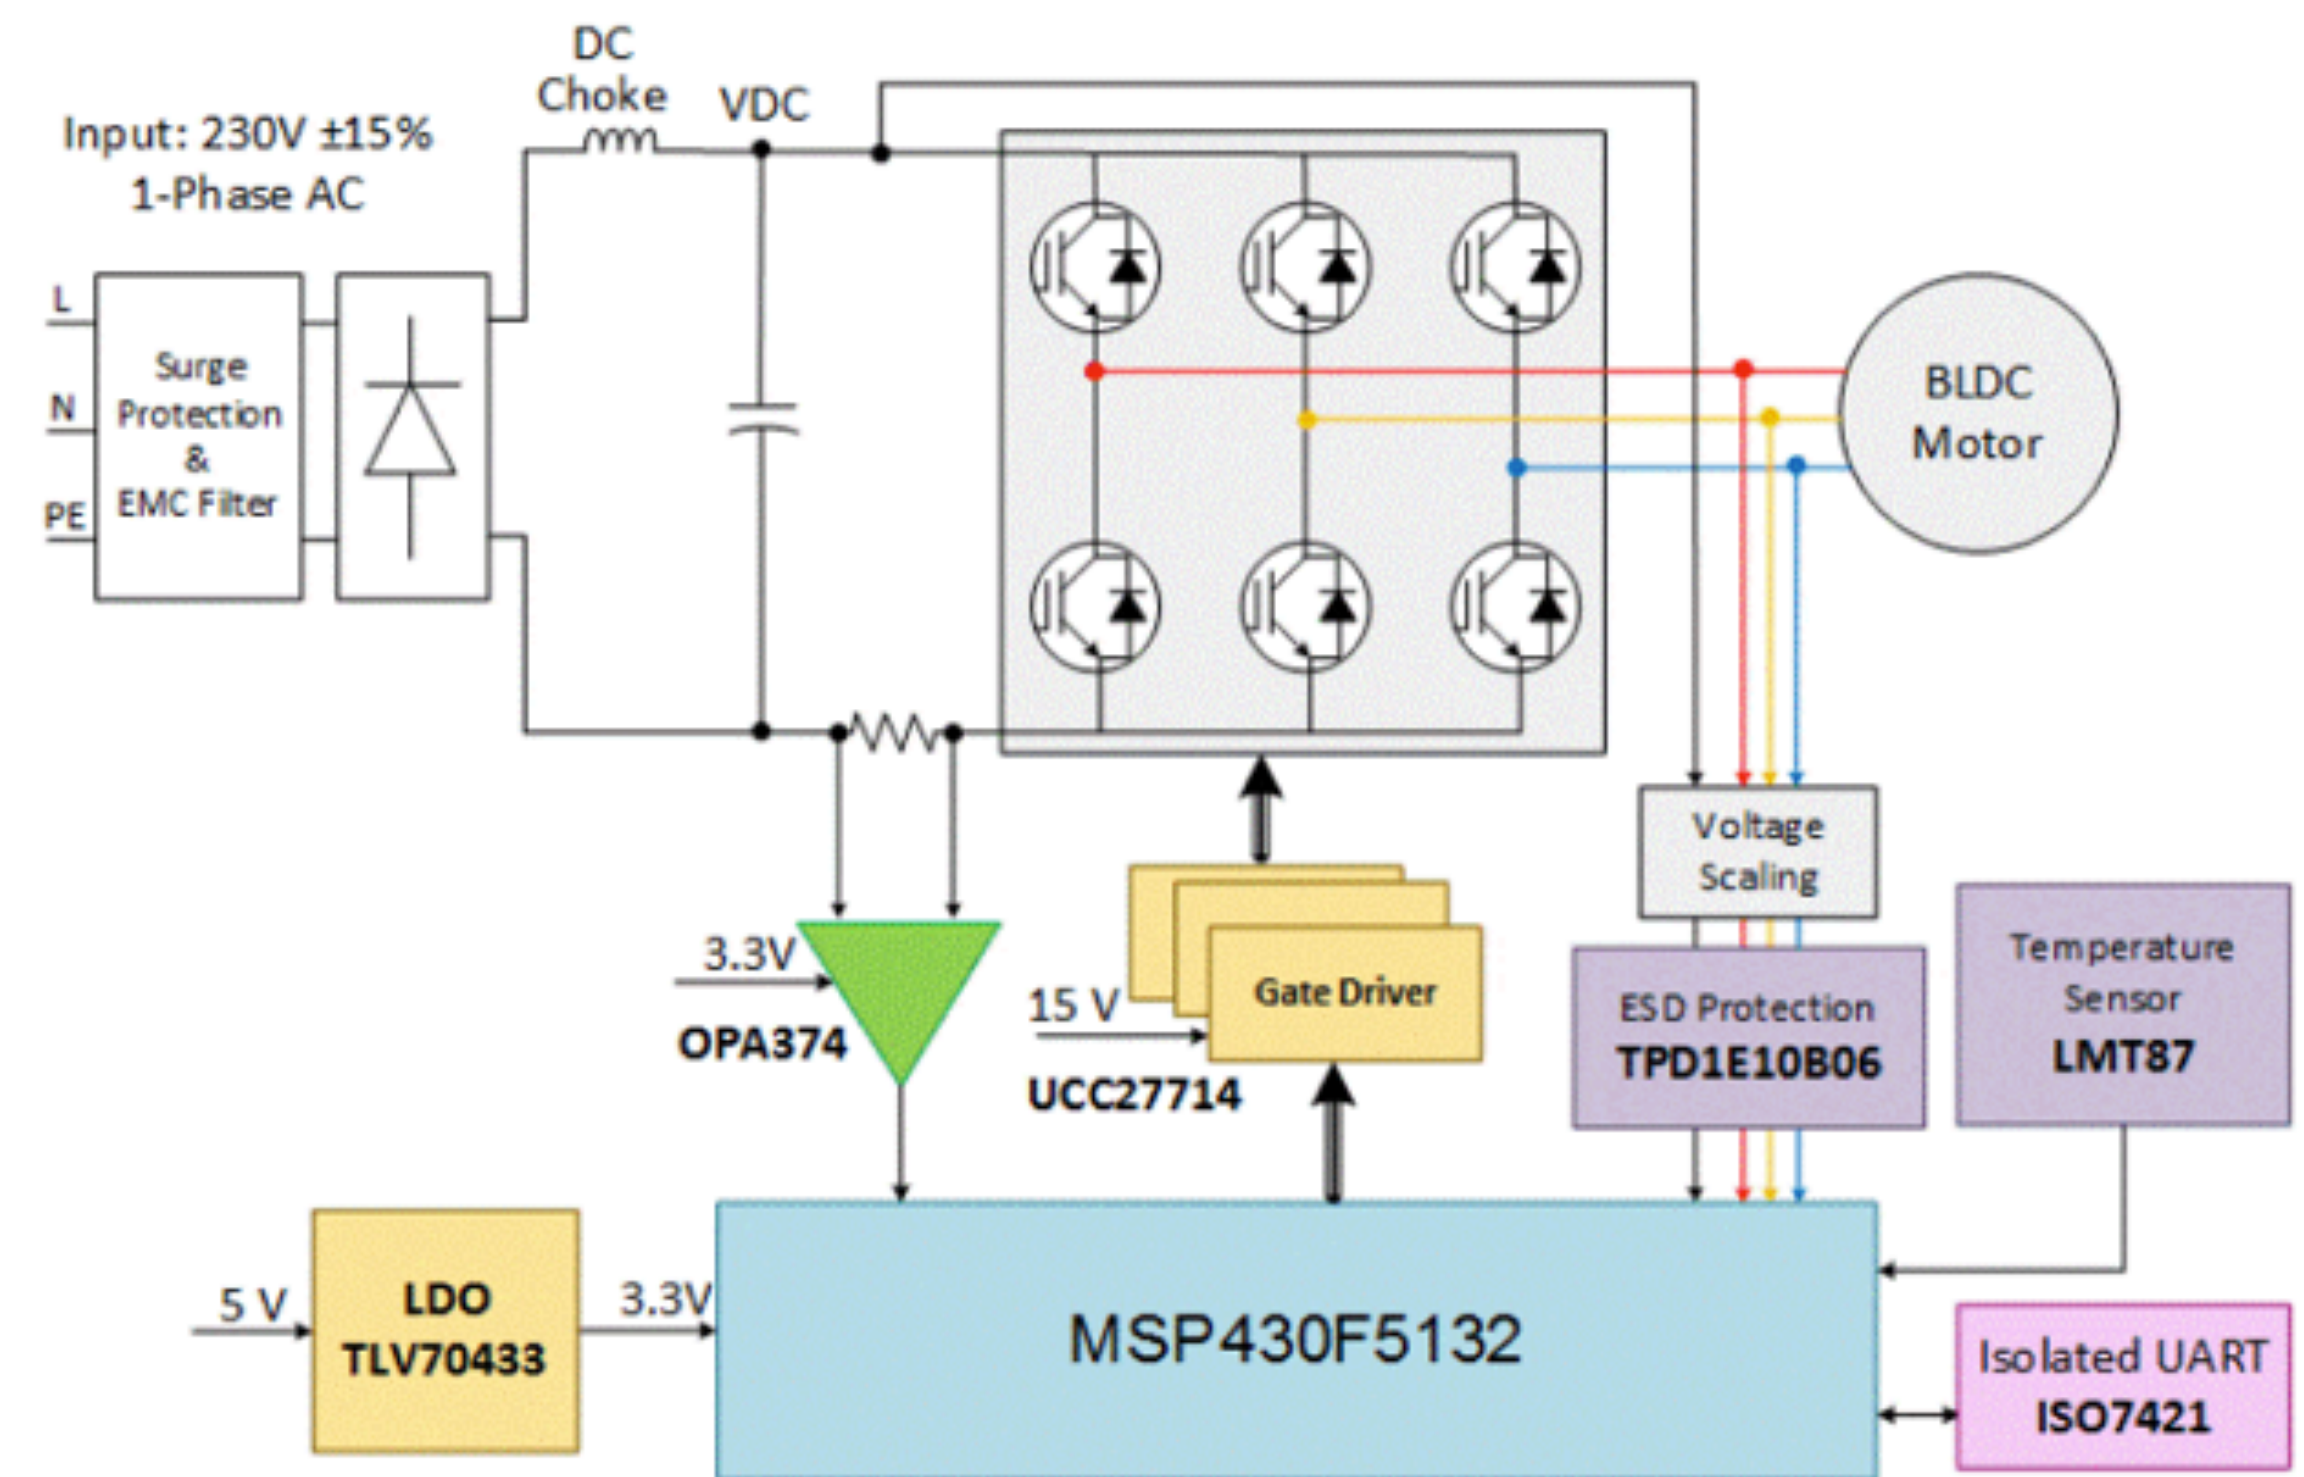 DC
Choke
VDC
Input: 230V ±15%
1-Phase AC
L
N
PE
Surge
Protection
&
EMC Filter
BLDC
Motor
Voltage
Scaling
3.3V
OPA374
15 V
Gate Driver
UCC27714
ESD Protection
TPD1E10B06
Temperature
Sensor
LMT87
5 V
LDO
TLV70433
3.3V
MSP430F5132
Isolated UART
ISO7421